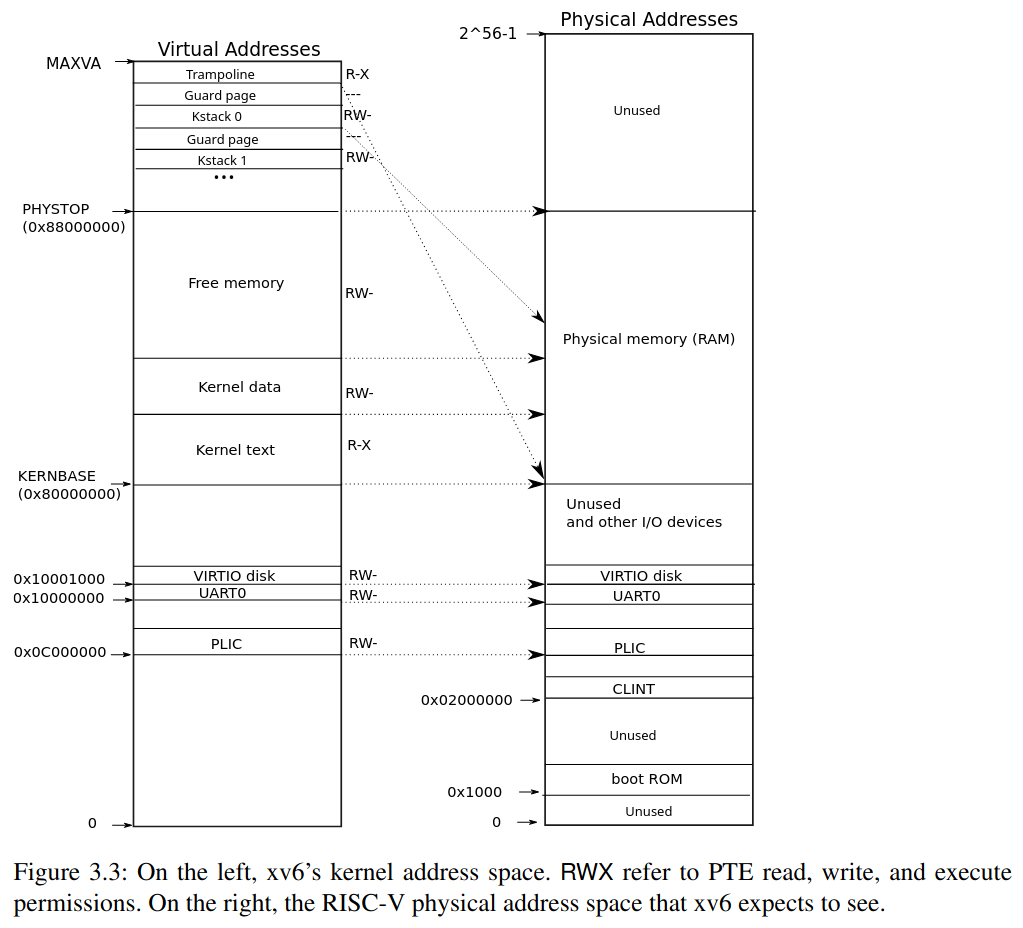 Physical Addresses
2^56-1
Virtual Addresses
MAXVA
Trampoline
R-X
Guard page
---
Unused
Kstack 0
RW-
Guard page
---
Kstack 1
RW-
...
PHYSTOP
(0x88000000)
Free memory
RW-
Physical memory (RAM)
Kernel data
RW-
Kernel text
R-X
KERNBASE
(0x80000000)
Unused
and other I/O devices
0x10001000
VIRTIO disk
RW-
VIRTIO disk
0x10000000
UART0
RW-
UART0
0x0C000000
PLIC
RW-
PLIC
CLINT
0x02000000
Unused
boot ROM
0x1000
Unused
0
0
Figure 3.3: On the left, xv6's kernel address space. RWX refer to PTE read, write, and execute
permissions. On the right, the RISC-V physical address space that xv6 expects to see.